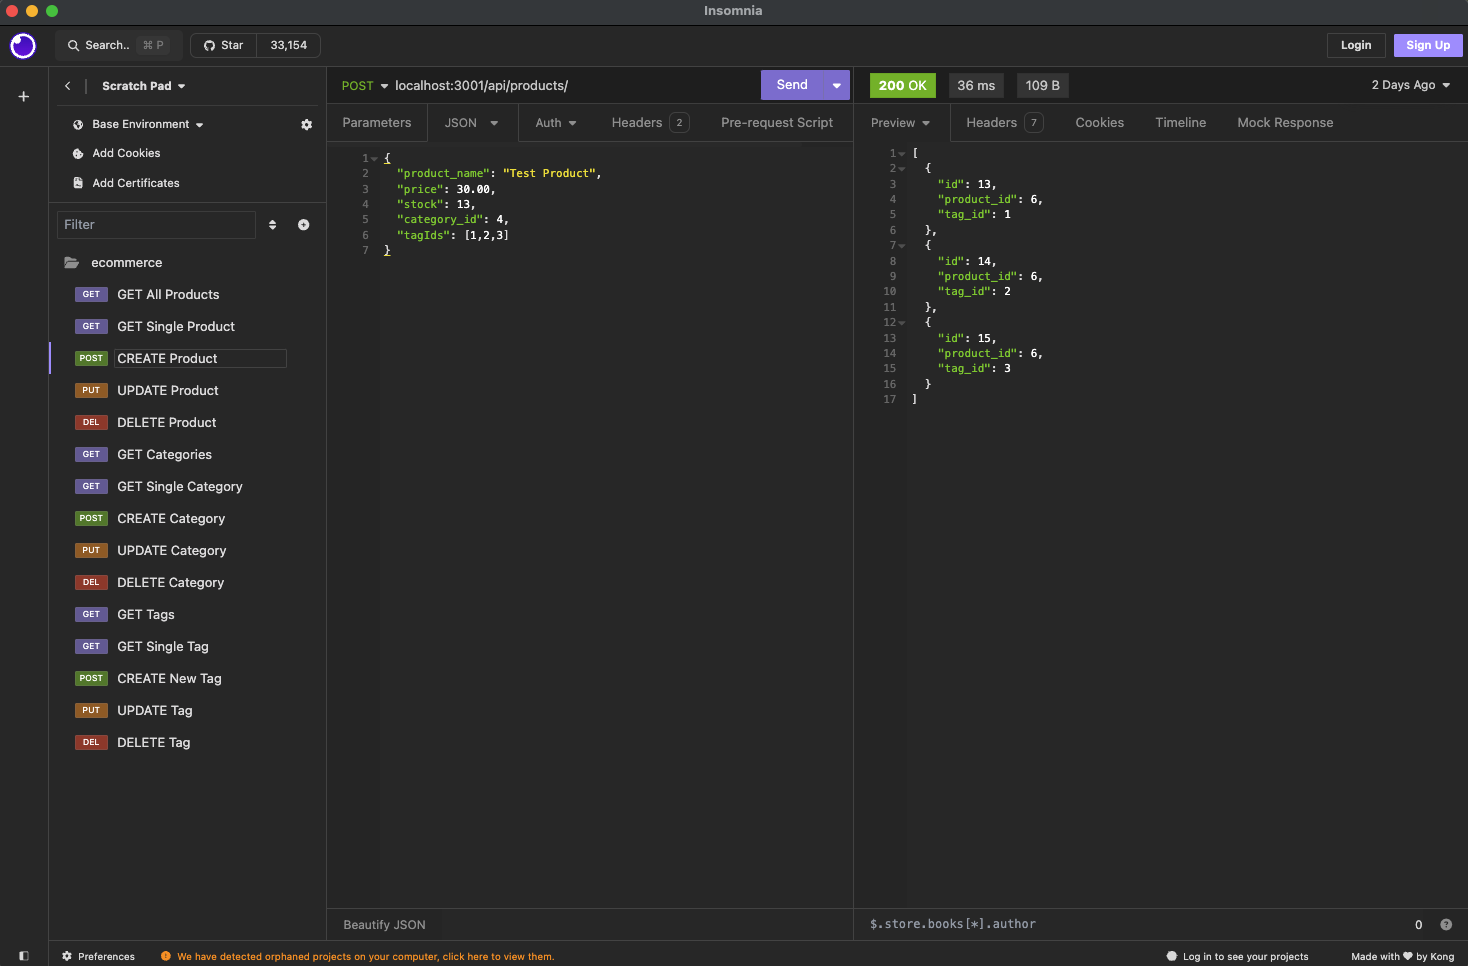 Insomnia
Search.. ⌘ P
Star 33,154
Login
Sign Up
Scratch Pad
Base Environment
Add Cookies
Add Certificates
Filter
ecommerce
GET GET All Products
GET GET Single Product
POST CREATE Product
PUT UPDATE Product
DEL DELETE Product
GET GET Categories
GET GET Single Category
POST CREATE Category
PUT UPDATE Category
DEL DELETE Category
GET GET Tags
GET GET Single Tag
POST CREATE New Tag
PUT UPDATE Tag
DEL DELETE Tag
POST localhost:3001/api/products/ Send
Parameters JSON Auth Headers 2 Pre-request Script
1 {
2 "product_name": "Test Product",
3 "price": 30.00,
4 "stock": 13,
5 "category_id": 4,
6 "tagIds": [1,2,3]
7 }
Beautify JSON
200 OK 36 ms 109 B 2 Days Ago
Preview Headers 7 Cookies Timeline Mock Response
1 [
2 {
3 "id": 13,
4 "product_id": 6,
5 "tag_id": 1
6 },
7 {
8 "id": 14,
9 "product_id": 6,
10 "tag_id": 2
11 },
12 {
13 "id": 15,
14 "product_id": 6,
15 "tag_id": 3
16 }
17 ]
$.store.books[*].author 0 ?
Preferences
We have detected orphaned projects on your computer, click here to view them.
Log in to see your projects
Made with ♥ by Kong